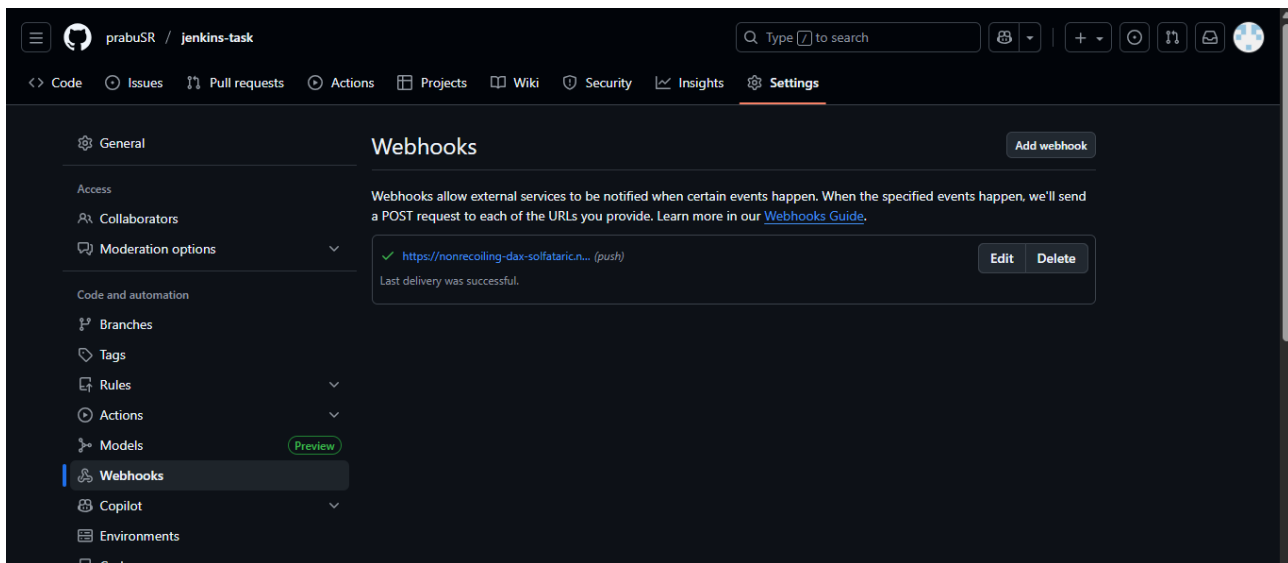 prabuSR / jenkins-task
Type / to search
Code Issues Pull requests Actions Projects Wiki Security Insights Settings
General
Access
Collaborators
Moderation options
Code and automation
Branches
Tags
Rules
Actions
Models Preview
Webhooks
Copilot
Environments
Webhooks
Add webhook
Webhooks allow external services to be notified when certain events happen. When the specified events happen, we'll send
a POST request to each of the URLs you provide. Learn more in our Webhooks Guide.
https://nonrecoiling-dax-solfataric.n... (push)
Edit Delete
Last delivery was successful.